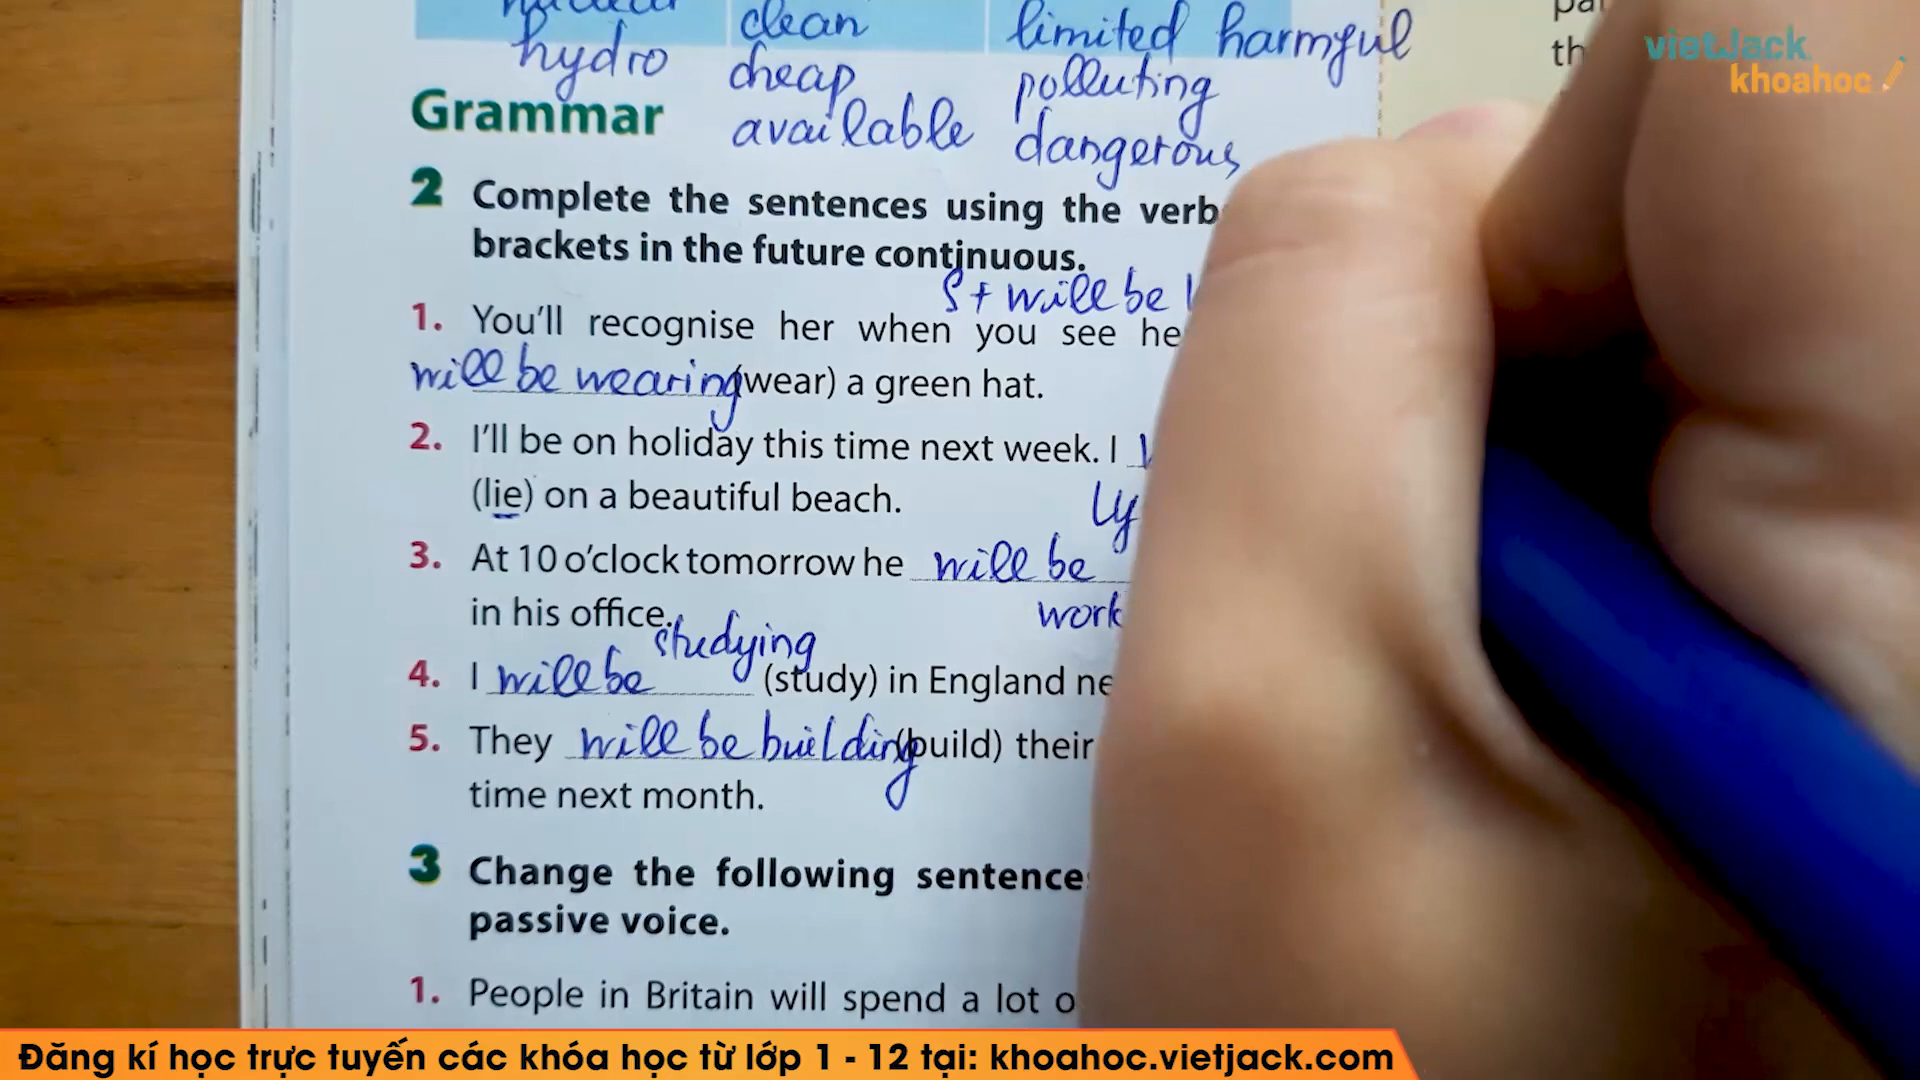 clean limited harmful
hydro cheap polluting
Grammar available dangerous
th
vietJack
khoahoc
2 Complete the sentences using the verb
brackets in the future continuous.
S + will be
1. You'll recognise her when you see he
will be wearing (wear) a green hat.
2. I'll be on holiday this time next week. I
(lie) on a beautiful beach.
ly
3. At 10 o'clock tomorrow he will be
in his office. work
studying
4. I will be (study) in England ne
5. They will be building (build) their
time next month.
3 Change the following sentence
passive voice.
1. People in Britain will spend a lot o
Đăng kí học trực tuyến các khóa học từ lớp 1 - 12 tại: khoahoc.vietjack.com